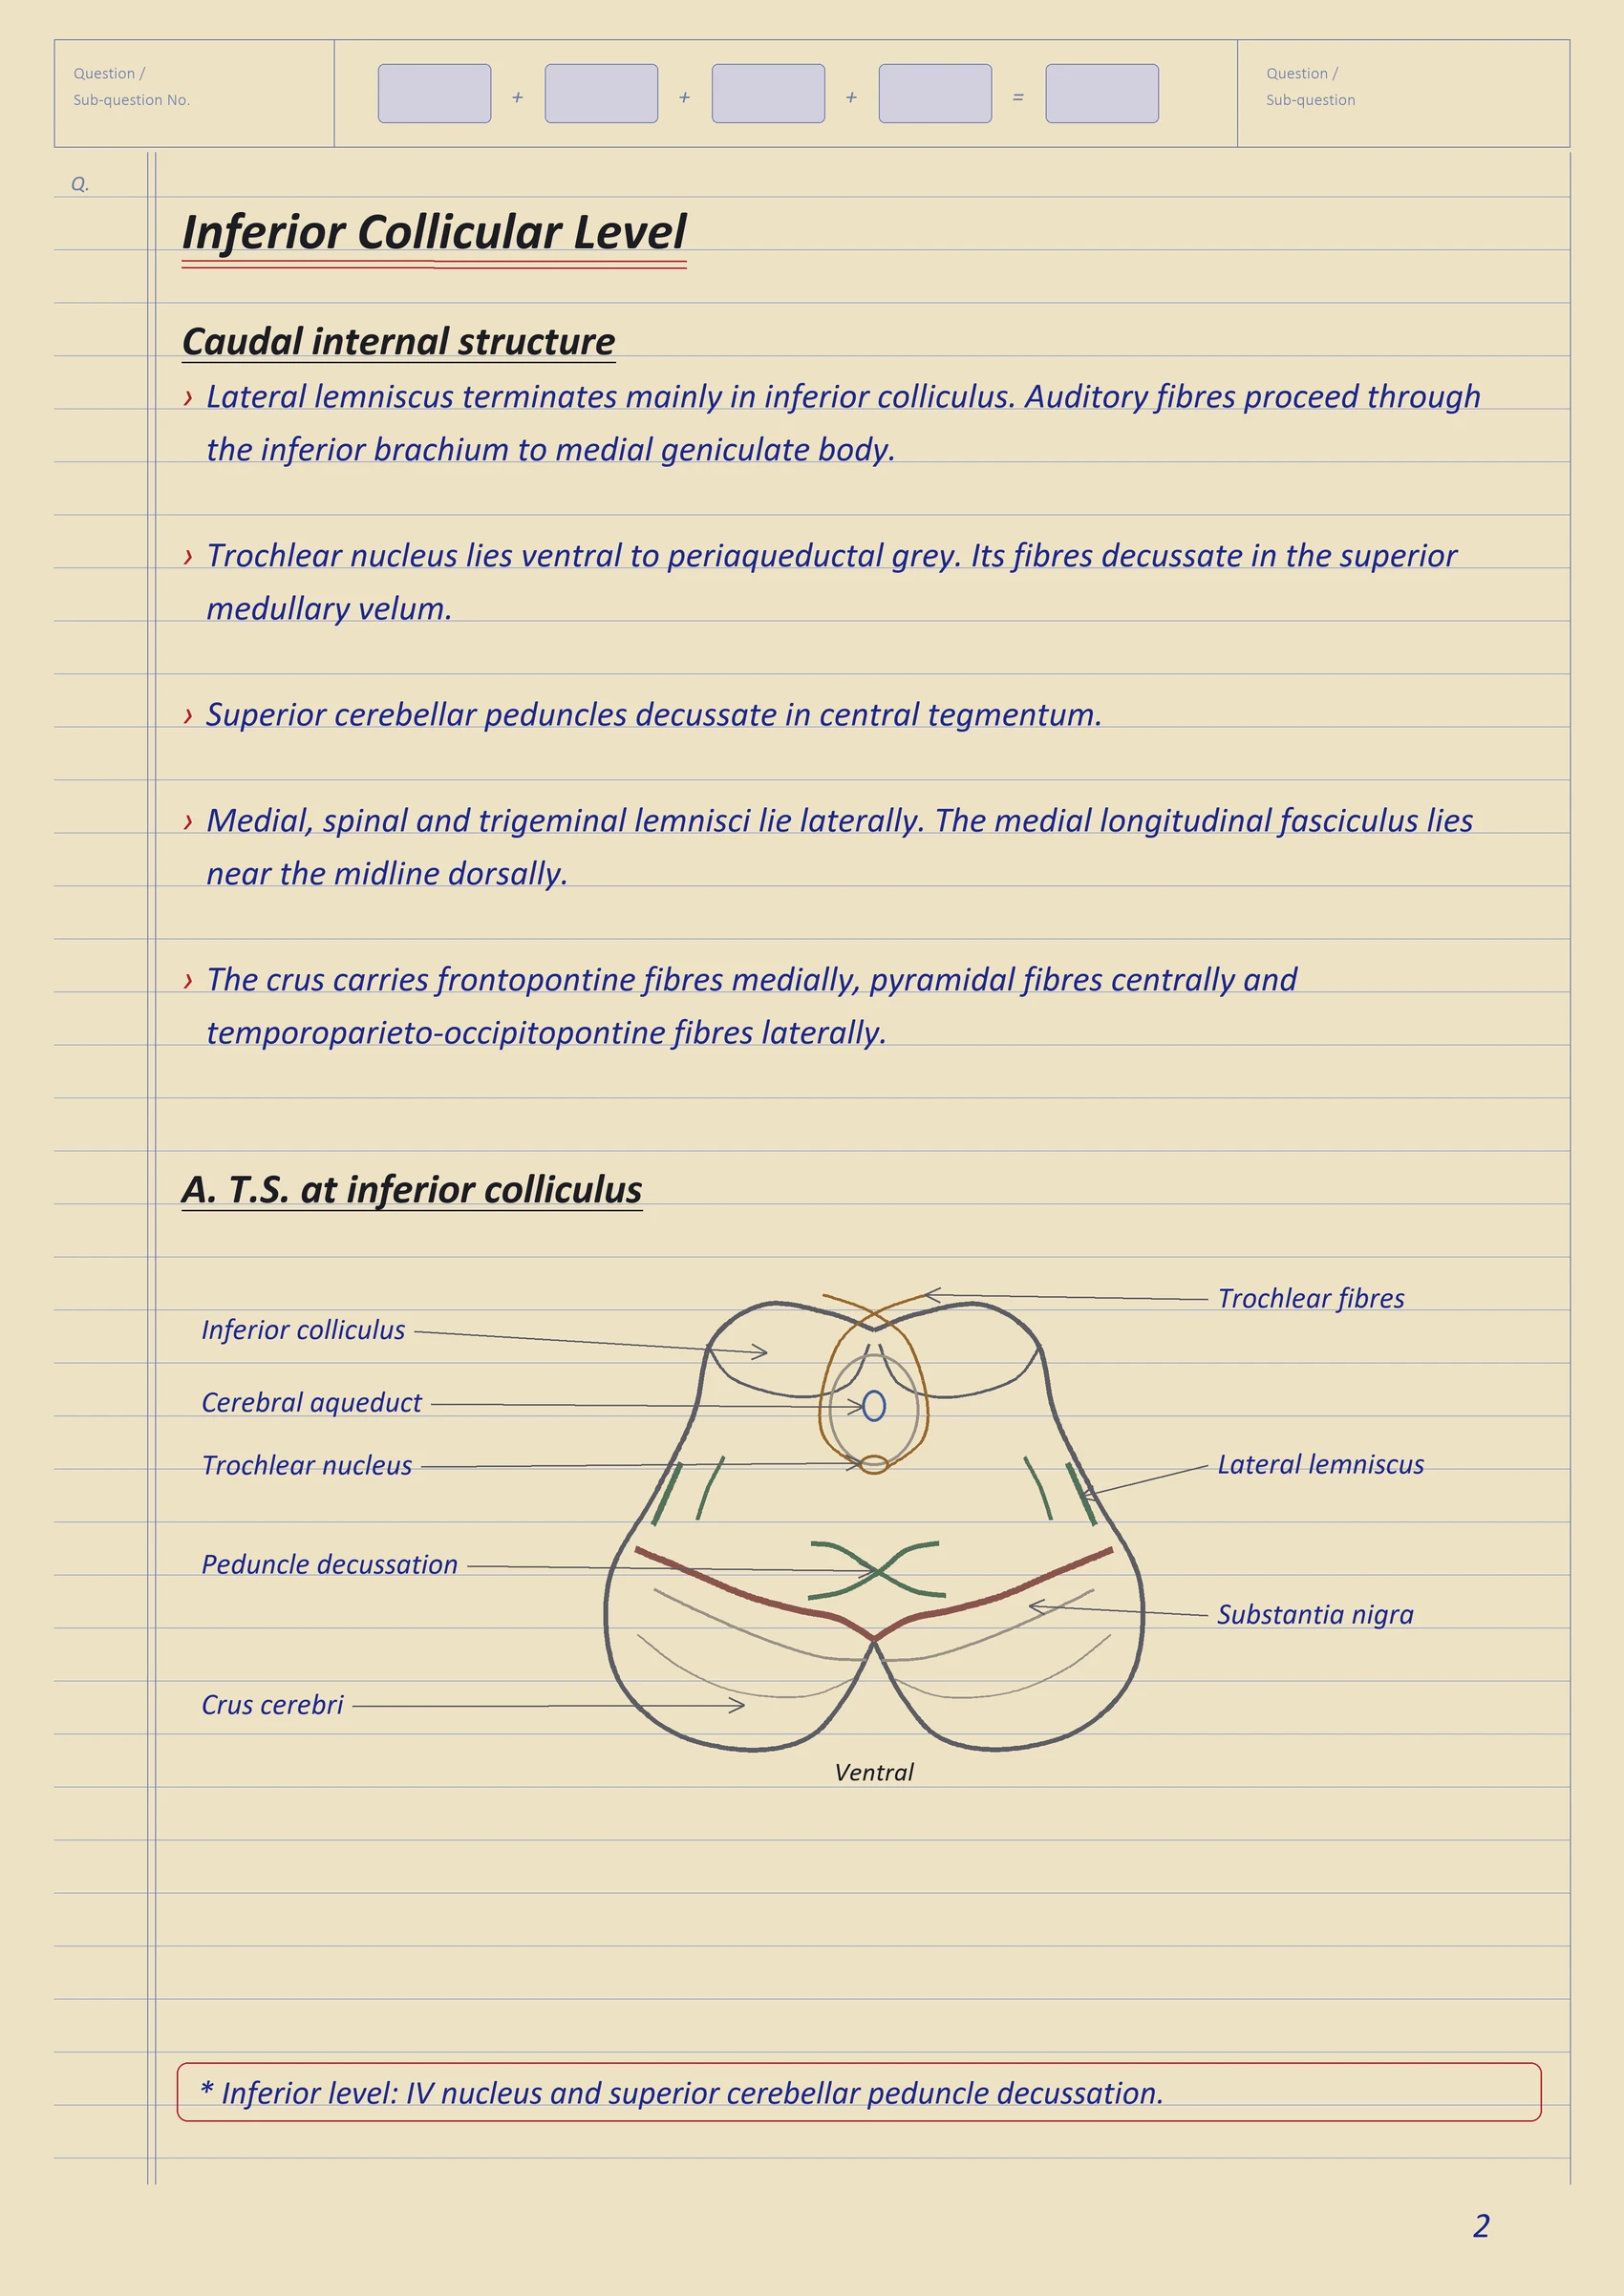 Question /
Sub-question No.
+ + + =
Question /
Sub-question
Q.
Inferior Collicular Level
Caudal internal structure
› Lateral lemniscus terminates mainly in inferior colliculus. Auditory fibres proceed through
the inferior brachium to medial geniculate body.
› Trochlear nucleus lies ventral to periaqueductal grey. Its fibres decussate in the superior
medullary velum.
› Superior cerebellar peduncles decussate in central tegmentum.
› Medial, spinal and trigeminal lemnisci lie laterally. The medial longitudinal fasciculus lies
near the midline dorsally.
› The crus carries frontopontine fibres medially, pyramidal fibres centrally and
temporoparieto-occipitopontine fibres laterally.
A. T.S. at inferior colliculus
Trochlear fibres
Inferior colliculus
Cerebral aqueduct
Trochlear nucleus
Lateral lemniscus
Peduncle decussation
Substantia nigra
Crus cerebri
Ventral
* Inferior level: IV nucleus and superior cerebellar peduncle decussation.
2